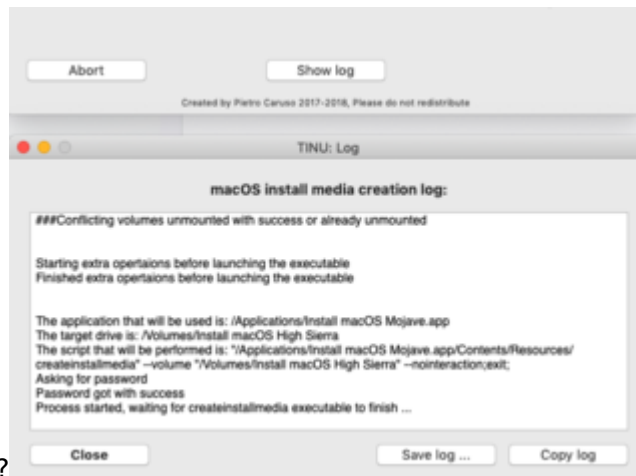 Abort Show log
Created by Pietro Caruso 2017-2018, Please do not redistribute
TINU: Log
macOS install media creation log:
###Conflicting volumes unmounted with success or already unmounted
Starting extra opertaions before launching the executable
Finished extra opertaions before launching the executable
The application that will be used is: /Applications/Install macOS Mojave.app
The target drive is: /Volumes/Install macOS High Sierra
The script that will be performed is: "/Applications/Install macOS Mojave.app/Contents/Resources/
createinstallmedia" --volume "/Volumes/Install macOS High Sierra" --nointeraction;exit;
Asking for password
Password got with success
Process started, waiting for createinstallmedia executable to finish ...
? Close Save log ... Copy log